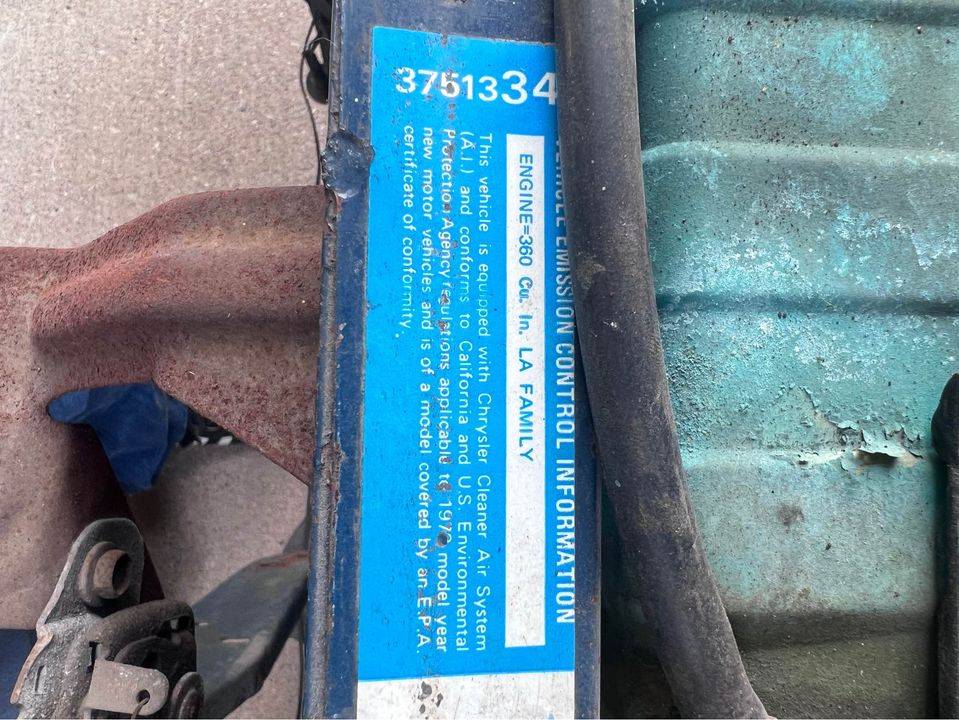 3751334
VEHICLE EMISSION CONTROL INFORMATION
ENGINE=360 Cu. In. LA FAMILY
This vehicle is equipped with Chrysler Cleaner Air System
(A.I.) and conforms to California and U.S. Environmental
Protection Agency regulations applicable to model year
new motor vehicles and is of a model covered by an E.P.A.
certificate of conformity.